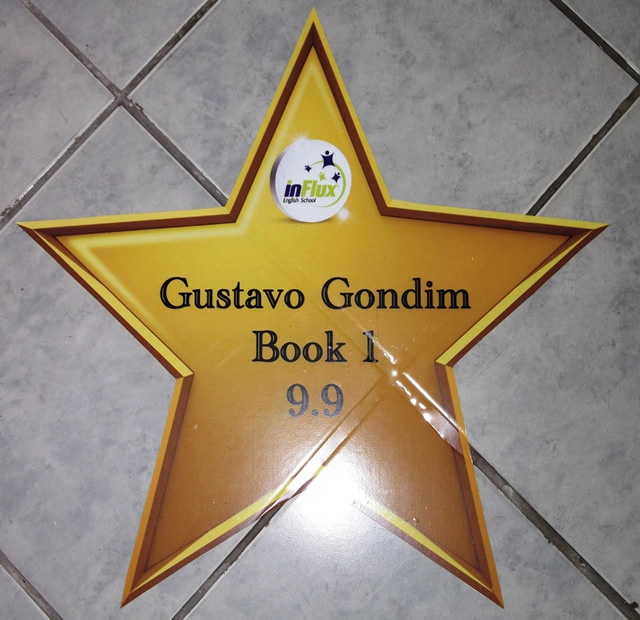 inFlux
English School
Gustavo Gondim
Book 1
9.9